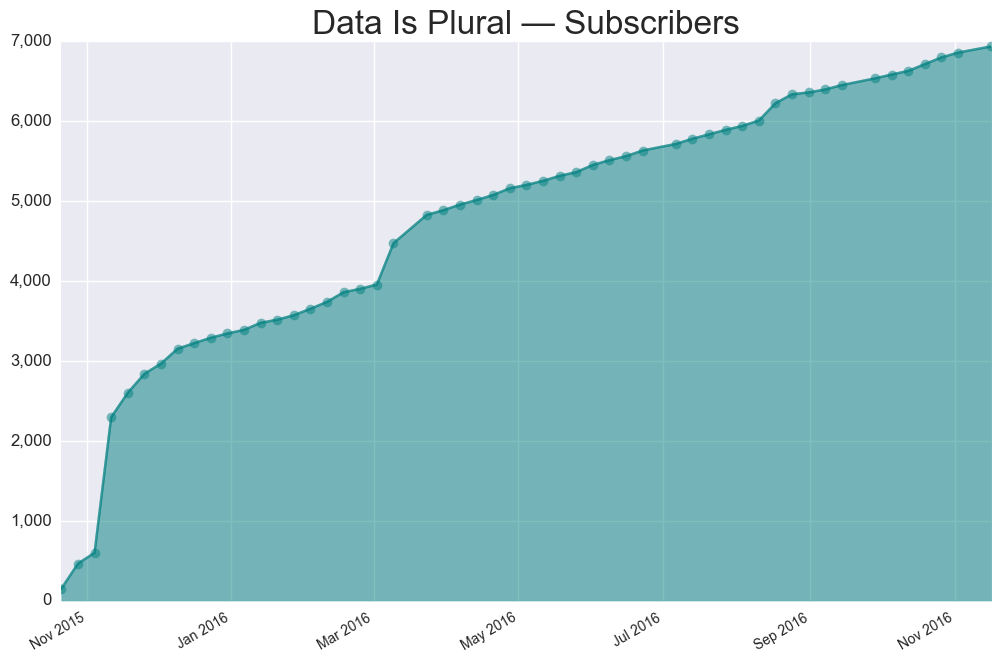 Data Is Plural — Subscribers
7,000
6,000
5,000
4,000
3,000
2,000
1,000
0
Nov 2015
Jan 2016
Mar 2016
May 2016
Jul 2016
Sep 2016
Nov 2016